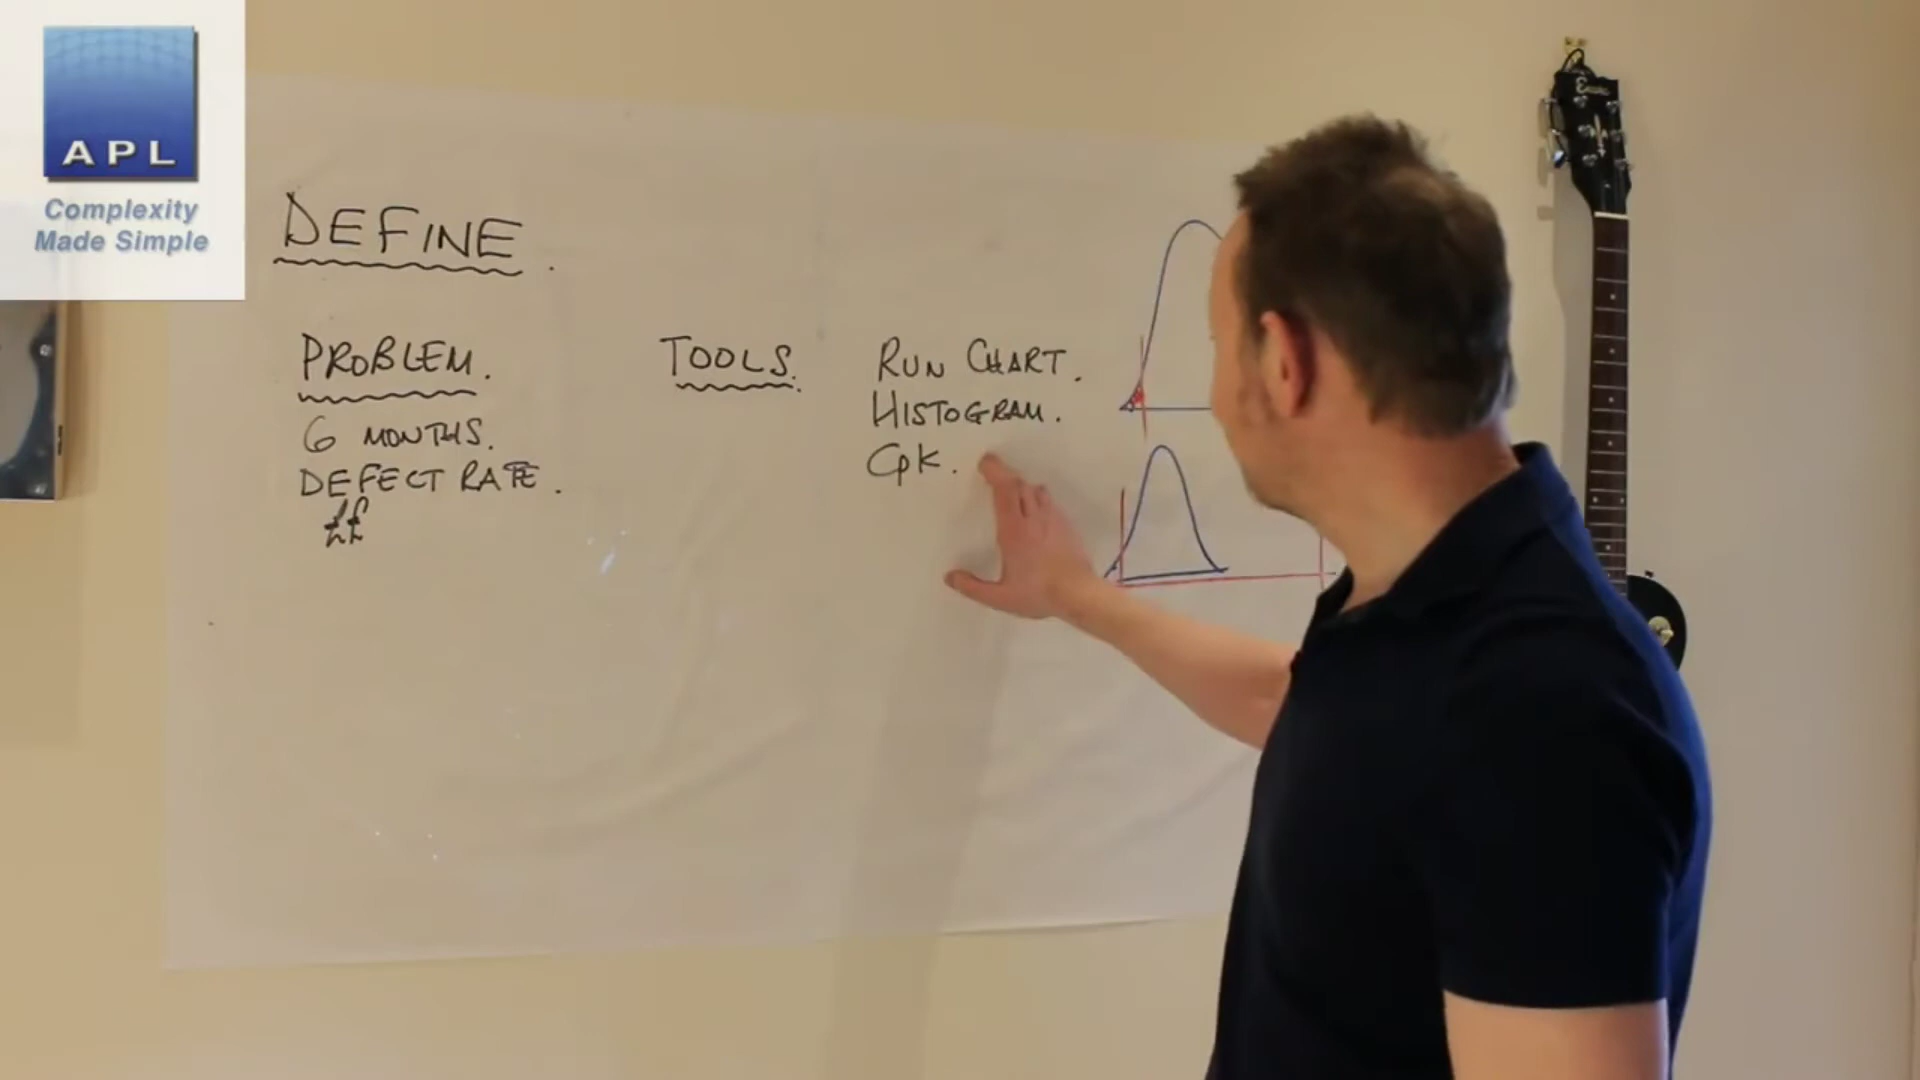 APL
Complexity
Made Simple
DEFINE.
PROBLEM.
6 MONTHS.
DEFECT RATE.
££
TOOLS.
RUN CHART.
HISTOGRAM.
Cpk.